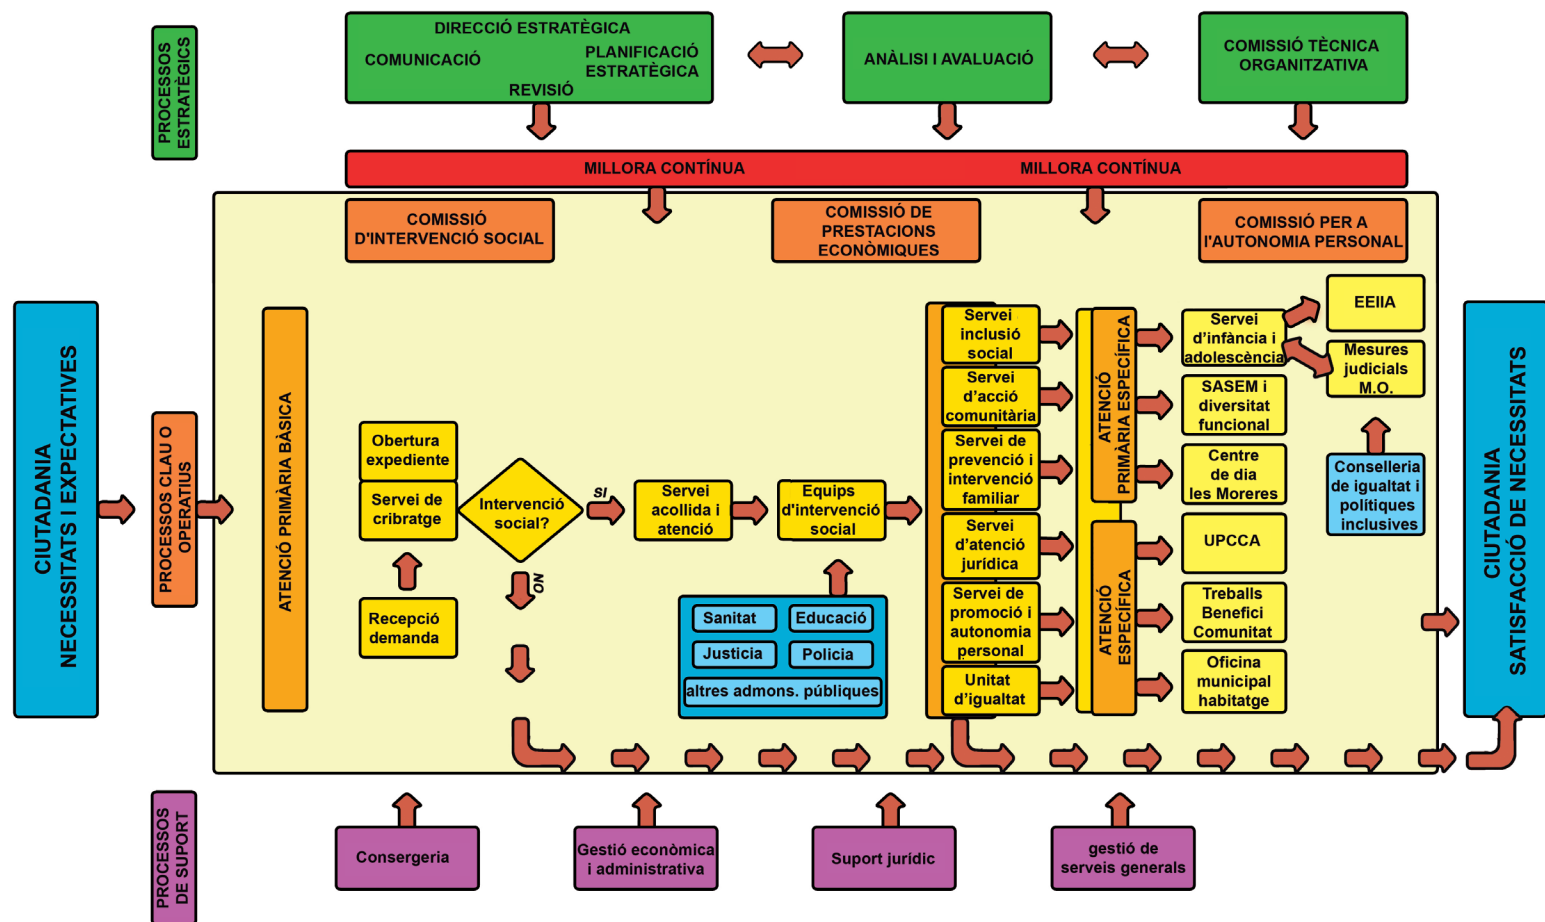 PROCESSOS
ESTRATÈGICS
DIRECCIÓ ESTRATÈGICA
COMUNICACIÓ
PLANIFICACIÓ
ESTRATÈGICA
REVISIÓ
ANÀLISI I AVALUACIÓ
COMISSIÓ TÈCNICA
ORGANITZATIVA
MILLORA CONTÍNUA
MILLORA CONTÍNUA
COMISSIÓ
D'INTERVENCIÓ SOCIAL
COMISSIÓ DE
PRESTACIONS
ECONÒMIQUES
COMISSIÓ PER A
l'AUTONOMIA PERSONAL
CIUTADANIA
NECESSITATS I EXPECTATIVES
PROCESSOS CLAU O
OPERATIUS
ATENCIÓ PRIMÀRIA BÀSICA
Obertura
expediente
Servei de
cribratge
Recepció
demanda
Intervenció
social?
SI
NO
Servei
acollida i
atenció
Equips
d'intervenció
social
Sanitat
Educació
Justicia
Policia
altres admons. públiques
Servei
inclusió
social
Servei
d'acció
comunitària
Servei de
prevenció i
intervenció
familiar
Servei
d'atenció
jurídica
Servei de
promoció i
autonomia
personal
Unitat
d'igualtat
ATENCIÓ
PRIMÀRIA ESPECÍFICA
ATENCIÓ
ESPECÍFICA
Servei
d'infància i
adolescència
SASEM i
diversitat
funcional
Centre
de dia
les Moreres
UPCCA
Treballs
Benefici
Comunitat
Oficina
municipal
habitatge
EEIIA
Mesures
judicials
M.O.
Conselleria
de igualtat i
polítiques
inclusives
CIUTADANIA
SATISFACCIÓ DE NECESSITATS
PROCESSOS
DE SUPORT
Consergeria
Gestió econòmica
i administrativa
Suport jurídic
gestió de
serveis generals